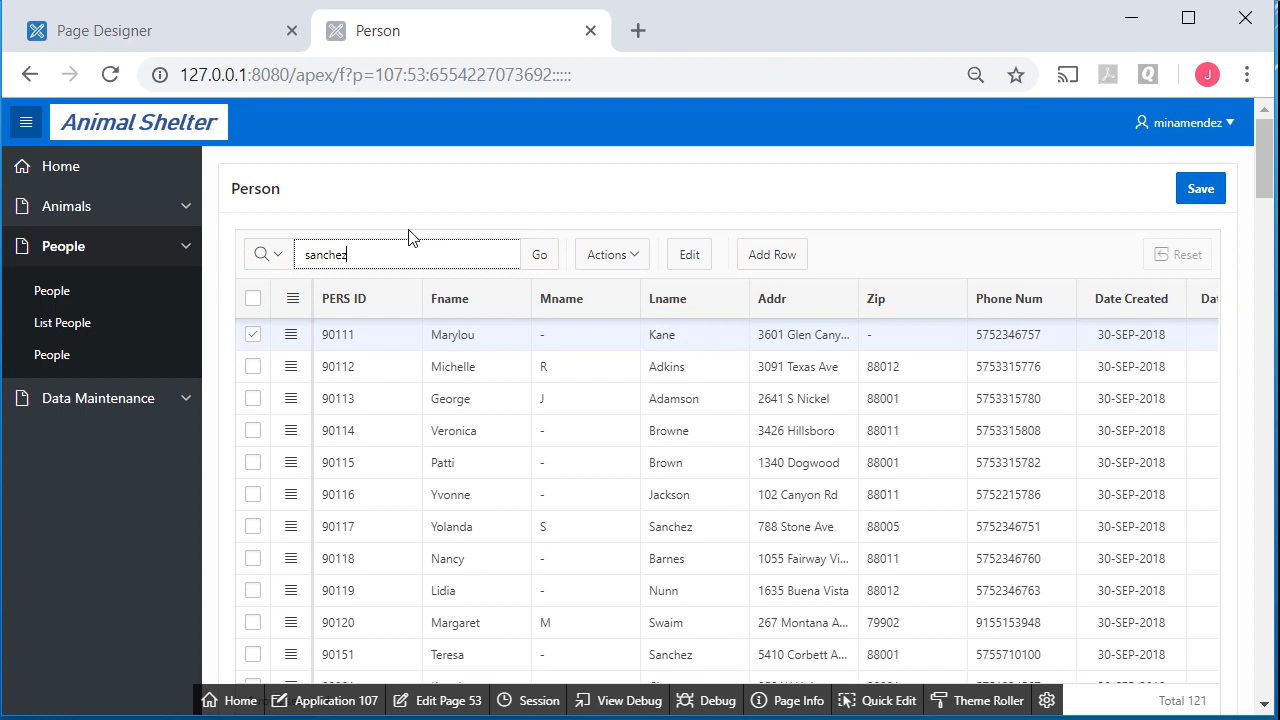 Page Designer
Person
127.0.0.1:8080/apex/f?p=107:53:6554227073692:::::
J
Animal Shelter
minamendez
Home
Animals
People
People
List People
People
Data Maintenance
Person
Save
sanchez
Go
Actions
Edit
Add Row
Reset
PERS ID Fname Mname Lname Addr Zip Phone Num Date Created Dat
90111 Marylou - Kane 3601 Glen Cany... - 5752346757 30-SEP-2018
90112 Michelle R Adkins 3091 Texas Ave 88012 5753315776 30-SEP-2018
90113 George J Adamson 2641 S Nickel 88001 5753315780 30-SEP-2018
90114 Veronica - Browne 3426 Hillsboro 88011 5753315808 30-SEP-2018
90115 Patti - Brown 1340 Dogwood 88001 5753315782 30-SEP-2018
90116 Yvonne - Jackson 102 Canyon Rd 88011 5752215786 30-SEP-2018
90117 Yolanda S Sanchez 788 Stone Ave 88005 5752346751 30-SEP-2018
90118 Nancy - Barnes 1055 Fairway Vi... 88011 5752346760 30-SEP-2018
90119 Lidia - Nunn 1635 Buena Vista 88012 5752346763 30-SEP-2018
90120 Margaret M Swaim 267 Montana A... 79902 9155153948 30-SEP-2018
90151 Teresa - Sanchez 5410 Corbett A... 88001 5755710100 30-SEP-2018
Home
Application 107
Edit Page 53
Session
View Debug
Debug
Page Info
Quick Edit
Theme Roller
Total 121